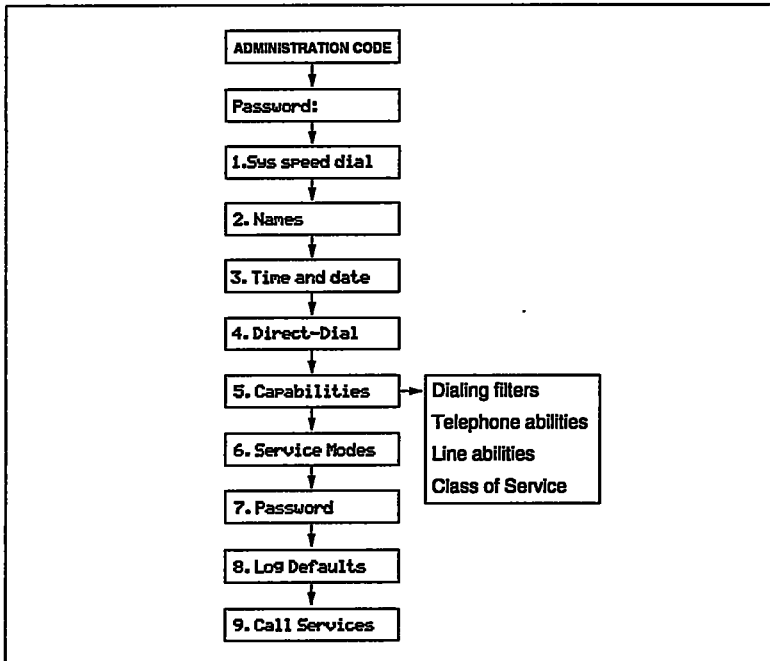 ADMINISTRATION CODE
Password:
1.Sys speed dial
2. Names
3. Time and date
4. Direct-Dial
5. Capabilities
Dialing filters
Telephone abilities
Line abilities
Class of Service
6. Service Modes
7. Password
8. Log Defaults
9. Call Services